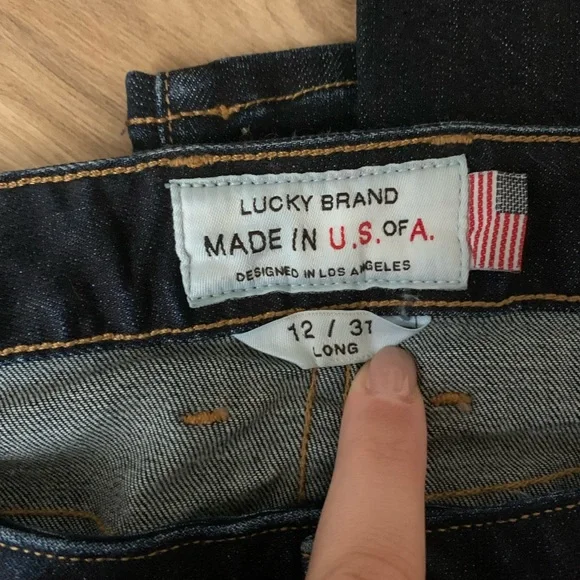 LUCKY BRAND
MADE IN U.S. OF A.
DESIGNED IN LOS ANGELES
12 / 31
LONG